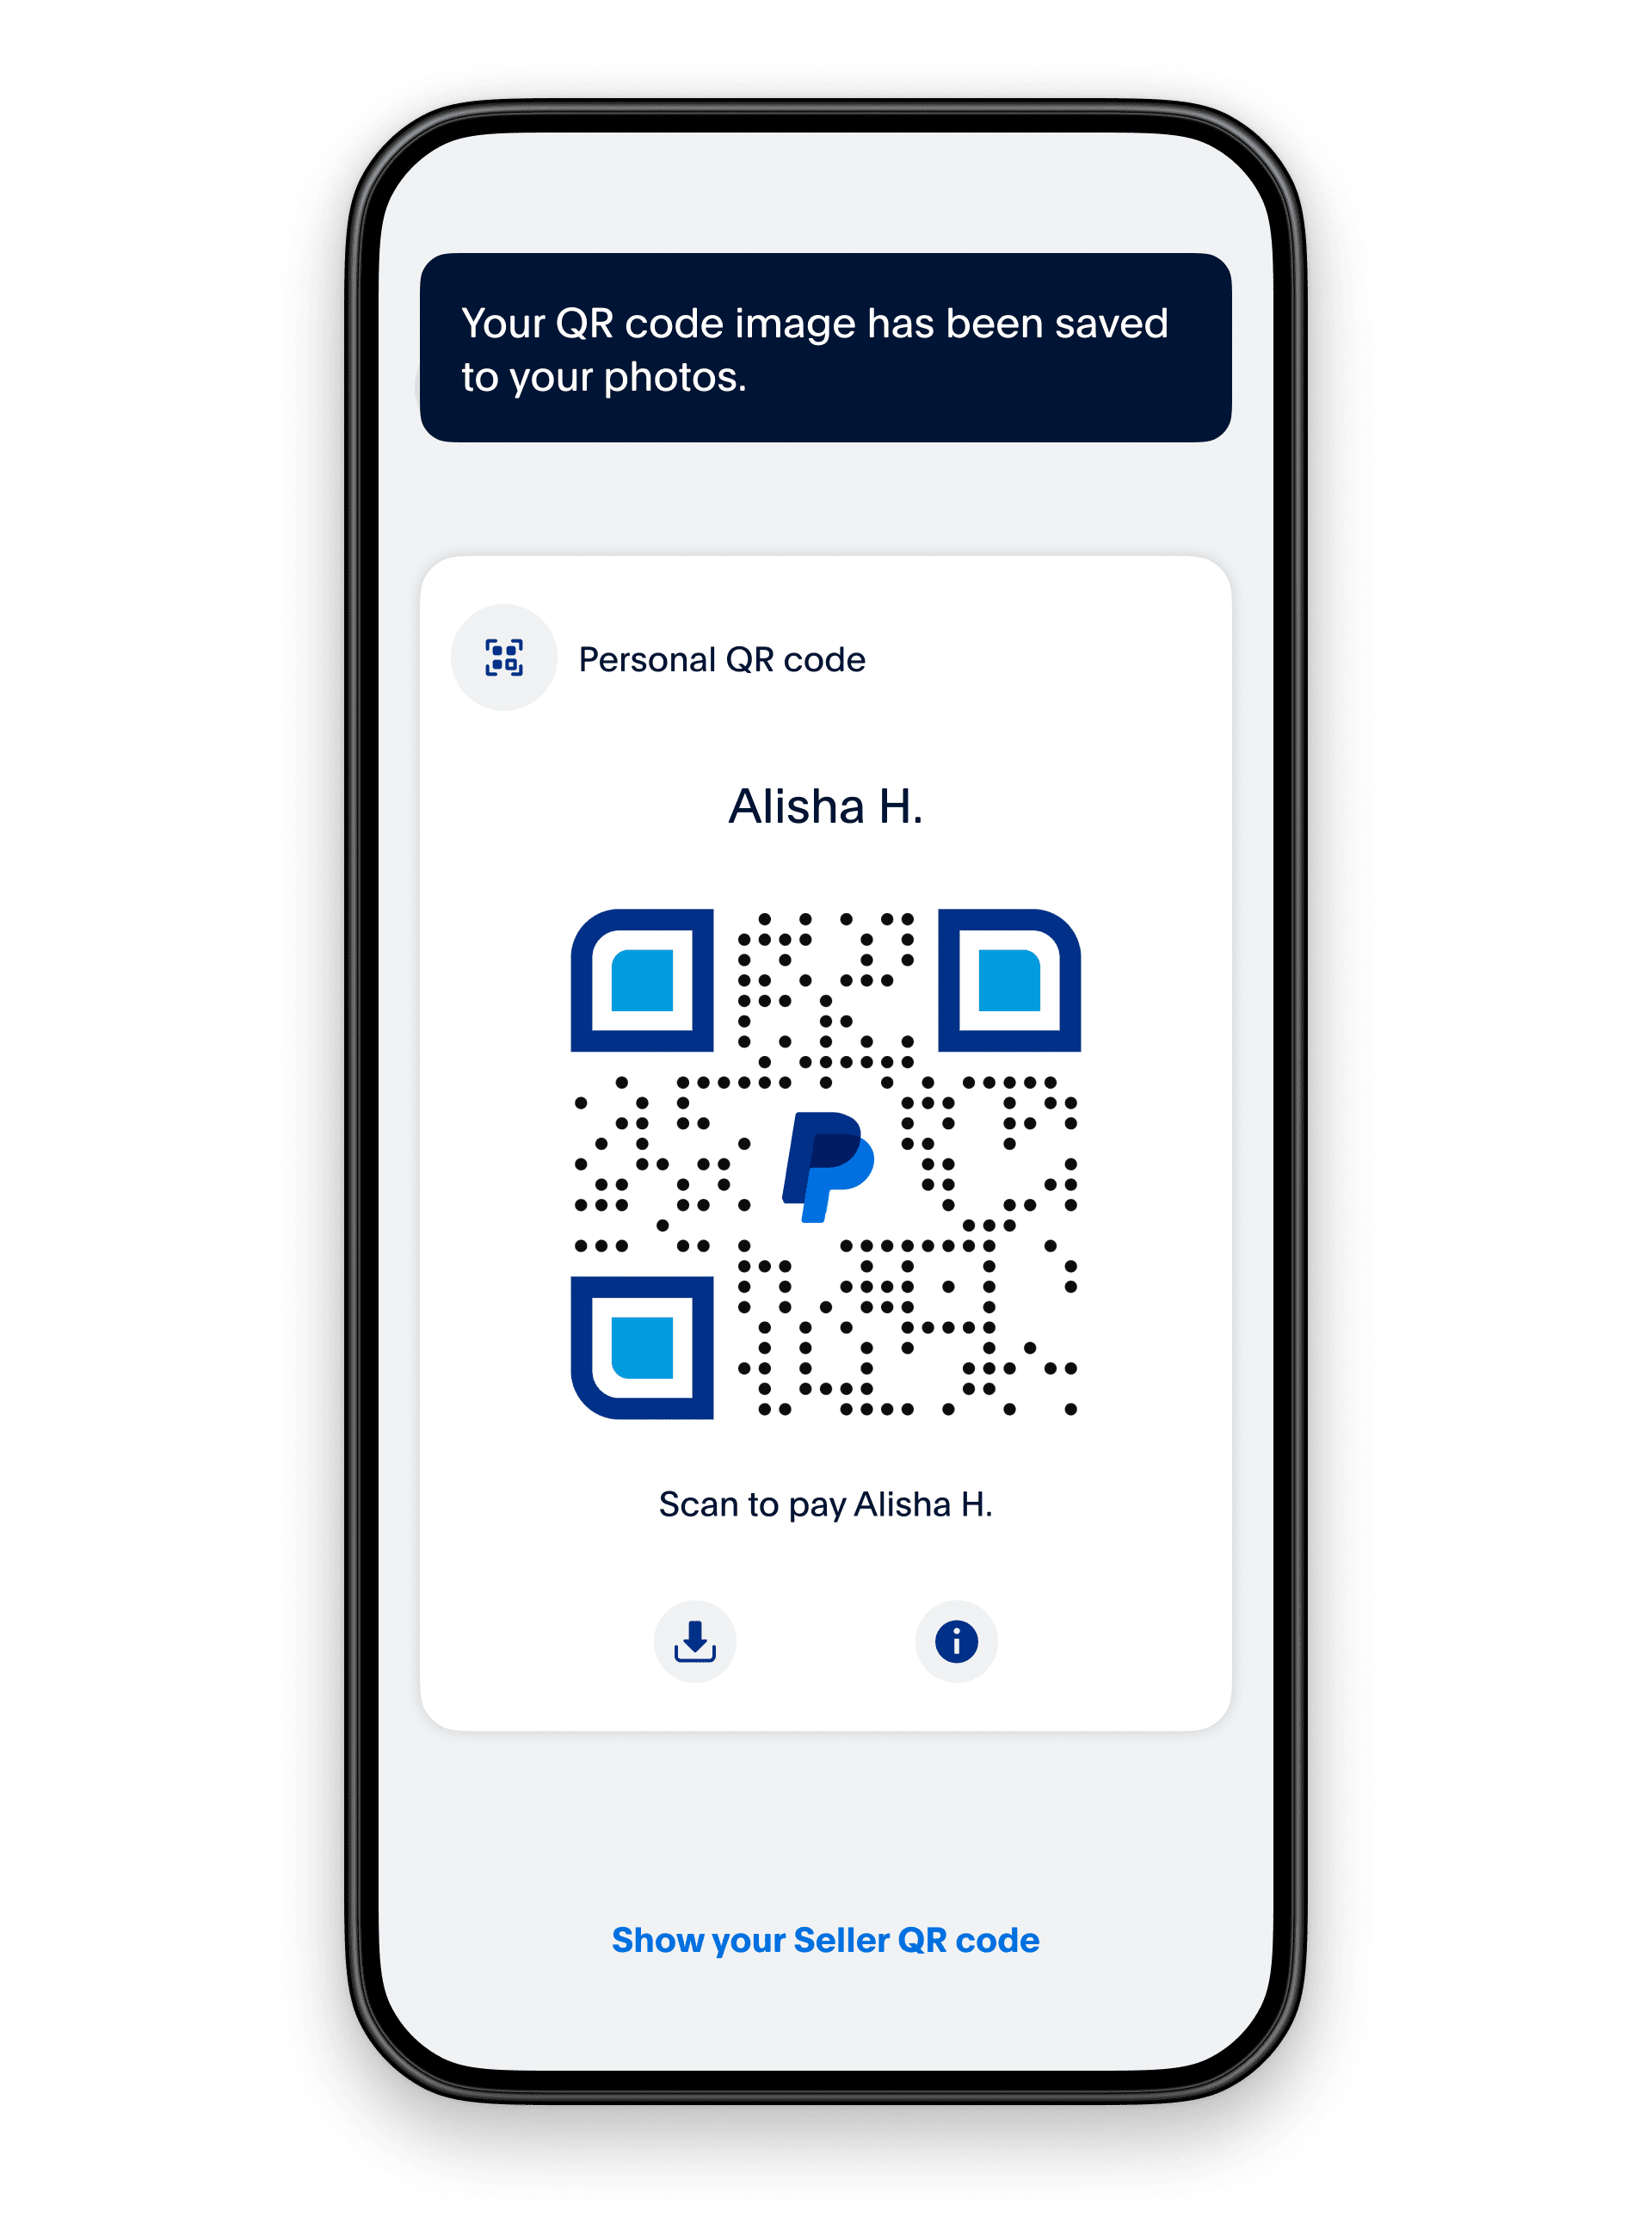 Your QR code image has been saved
to your photos.
Personal QR code
Alisha H.
Scan to pay Alisha H.
Show your Seller QR code